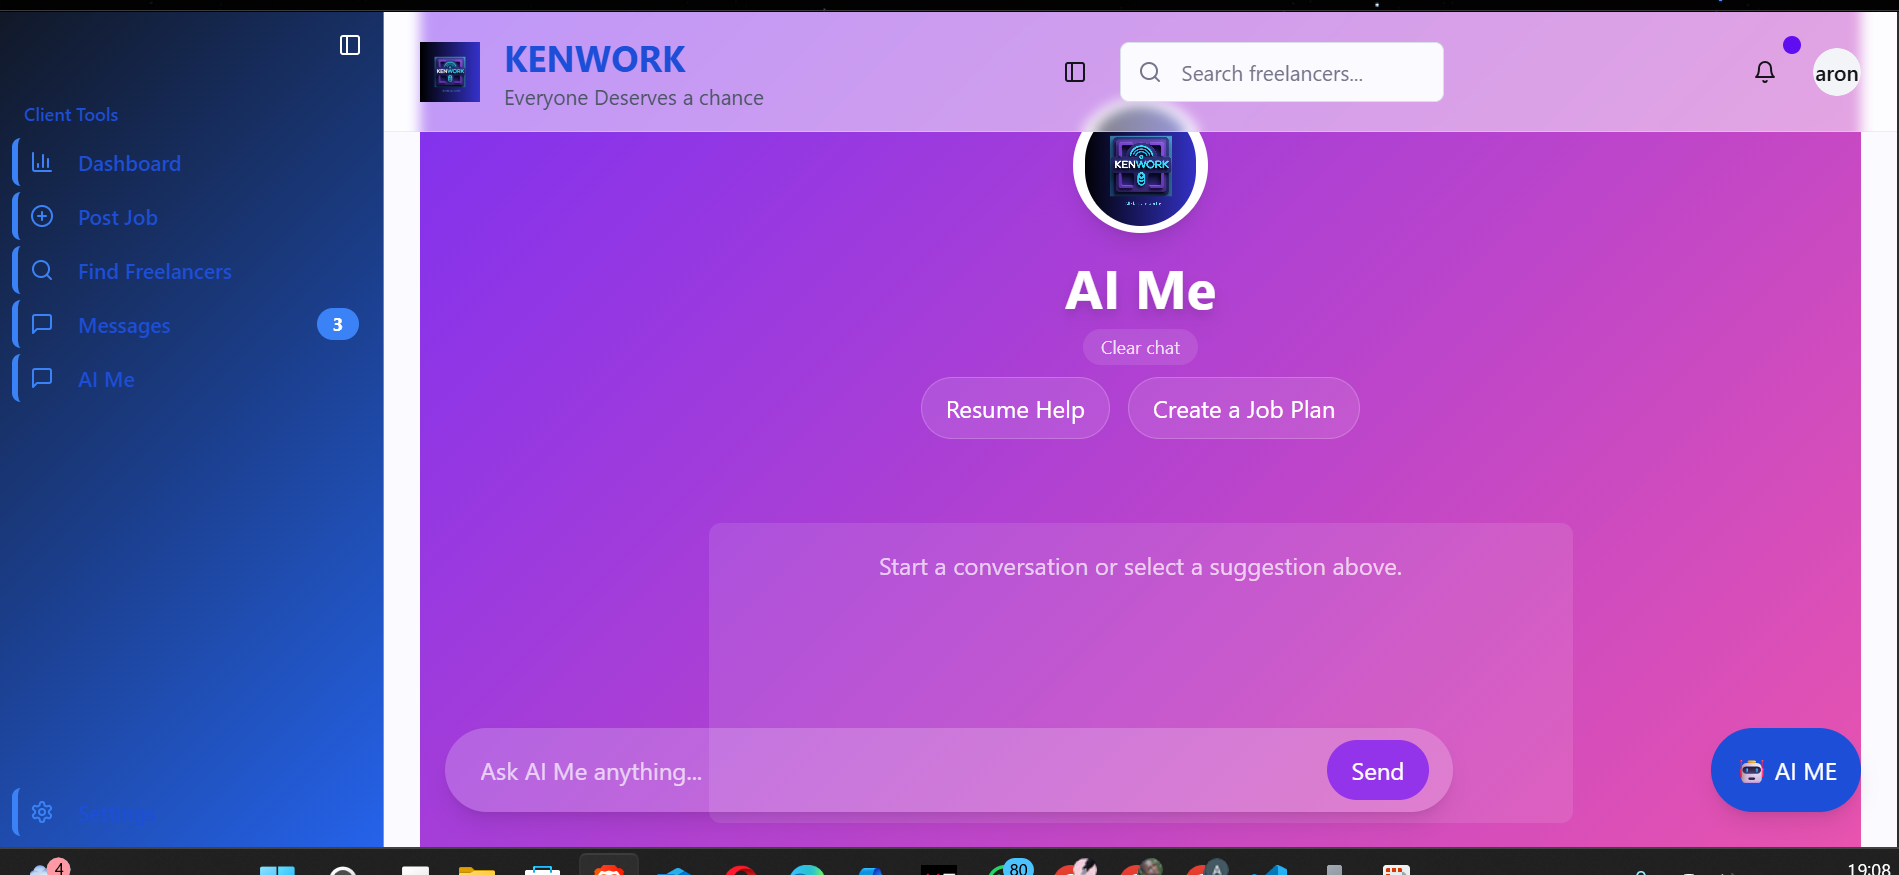 Client Tools
Dashboard
Post Job
Find Freelancers
Messages 3
AI Me
Settings
KENWORK
KENWORK
Everyone Deserves a chance
Search freelancers...
aron
KENWORK
AI Me
Clear chat
Resume Help
Create a Job Plan
Start a conversation or select a suggestion above.
Ask AI Me anything...
Send
AI ME
4
80
A
19:08